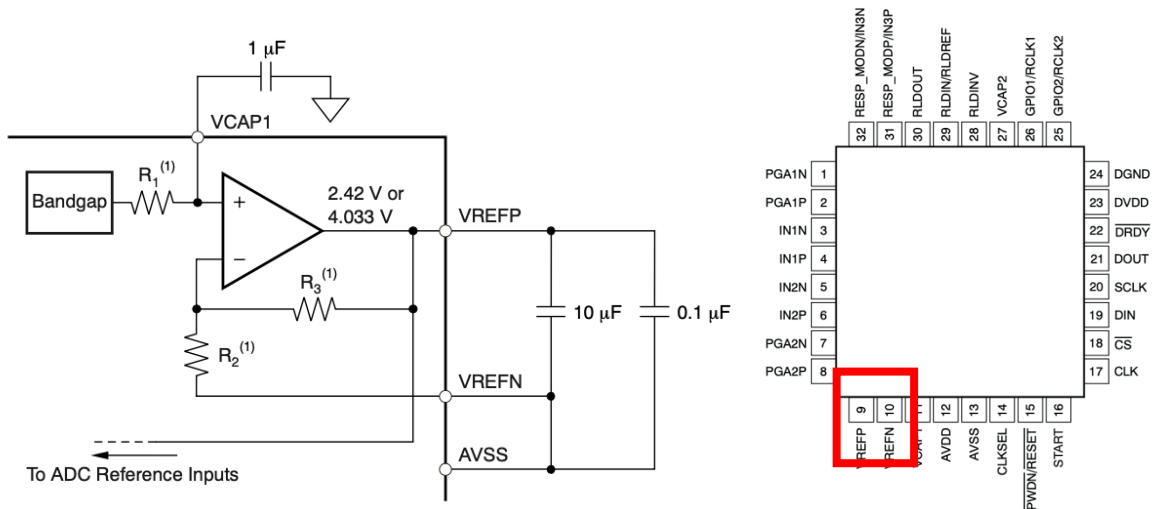 1 µF
VCAP1
Bandgap
R1(1)
+
2.42 V or
4.033 V
VREFP
−
R3(1)
10 µF
0.1 µF
R2(1)
VREFN
AVSS
To ADC Reference Inputs
RESP_MODN/IN3N
RESP_MODP/IN3P
RLDOUT
RLDIN/RLDREF
RLDINV
VCAP2
GPIO1/RCLK1
GPIO2/RCLK2
32 31 30 29 28 27 26 25
PGA1N 1
PGA1P 2
IN1N 3
IN1P 4
IN2N 5
IN2P 6
PGA2N 7
PGA2P 8
24 DGND
23 DVDD
22 DRDY
21 DOUT
20 SCLK
19 DIN
18 CS
17 CLK
9 10 11 12 13 14 15 16
VREFP
VREFN
VCAP1
AVDD
AVSS
CLKSEL
PWDN/RESET
START